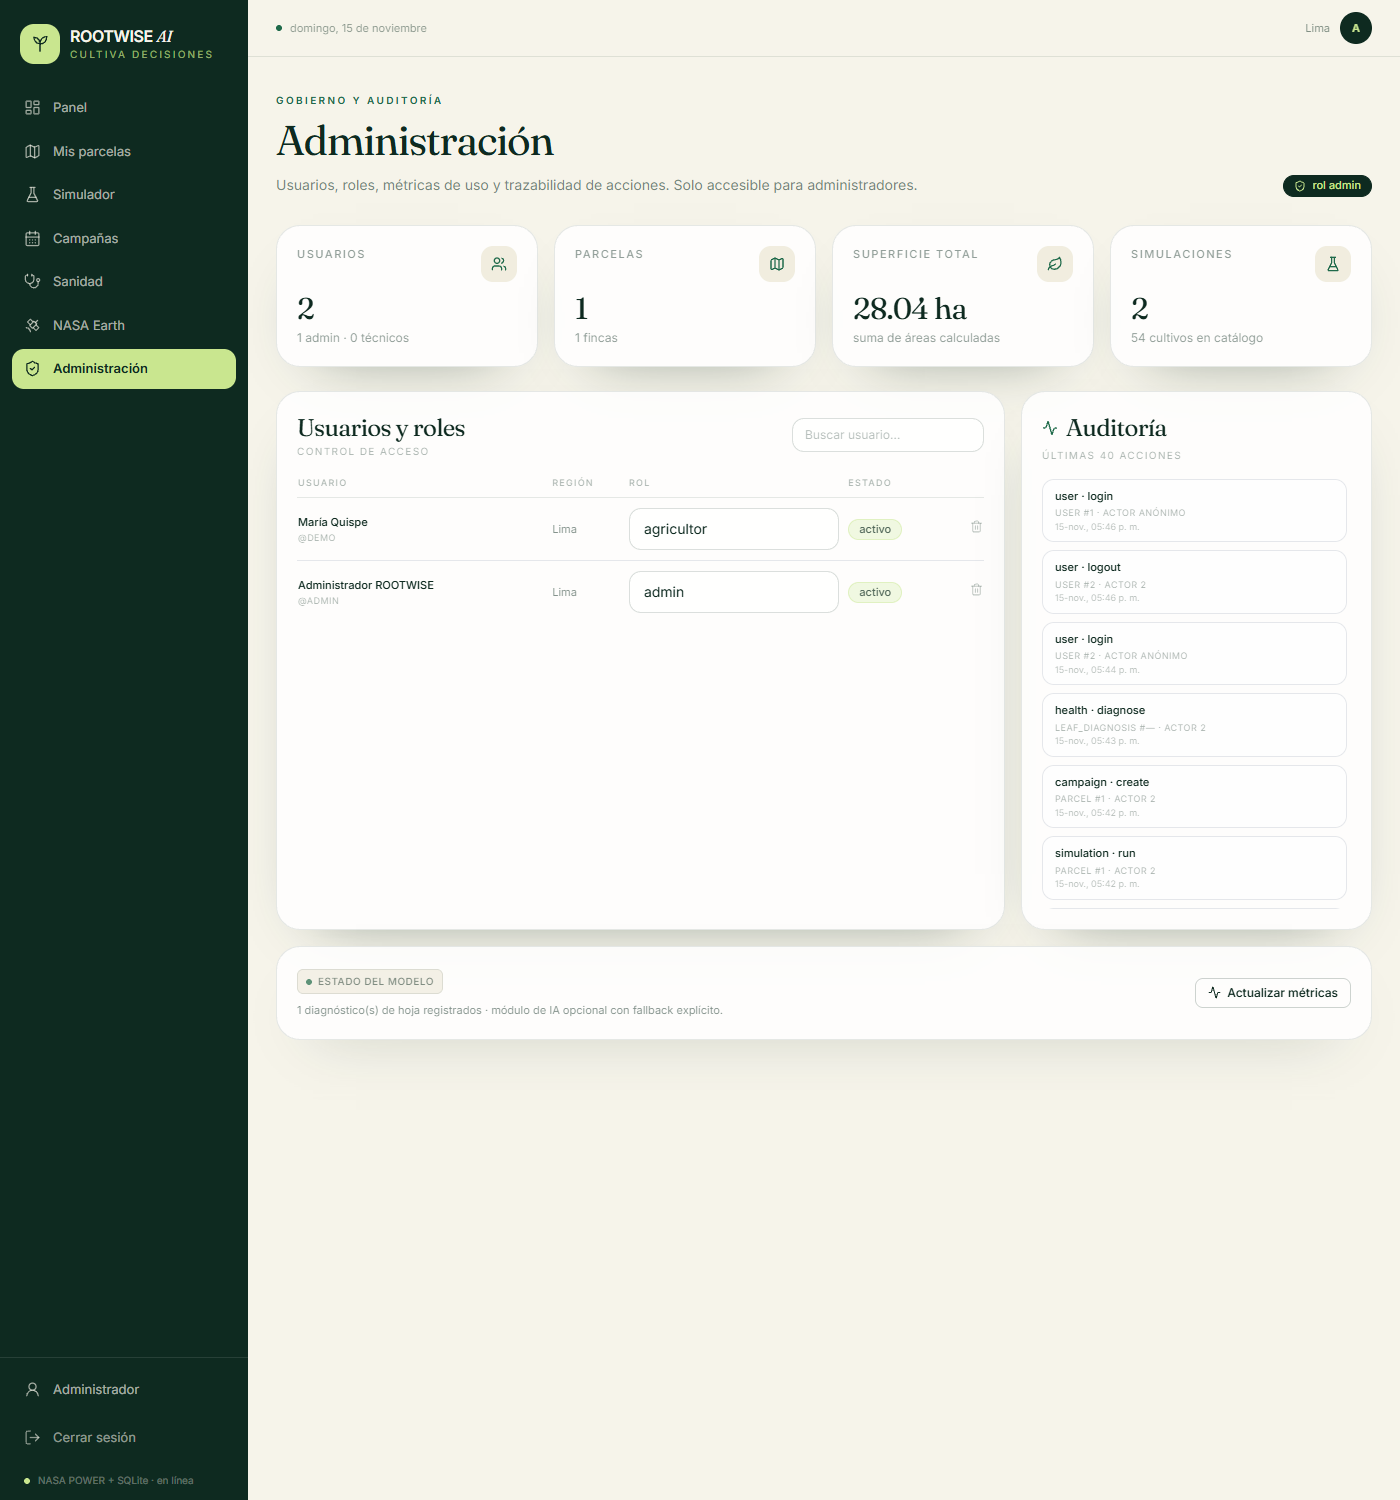 ROOTWISE AI
CULTIVA DECISIONES
Panel
Mis parcelas
Simulador
Campañas
Sanidad
NASA Earth
Administración
Administrador
Cerrar sesión
NASA POWER + SQLite · en línea
domingo, 15 de noviembre
Lima
A
GOBIERNO Y AUDITORÍA
Administración
Usuarios, roles, métricas de uso y trazabilidad de acciones. Solo accesible para administradores.
rol admin
USUARIOS
2
1 admin · 0 técnicos
PARCELAS
1
1 fincas
SUPERFICIE TOTAL
28.04 ha
suma de áreas calculadas
SIMULACIONES
2
54 cultivos en catálogo
Usuarios y roles
CONTROL DE ACCESO
Buscar usuario...
USUARIO REGIÓN ROL ESTADO
María Quispe
@DEMO
Lima
agricultor
activo
Administrador ROOTWISE
@ADMIN
Lima
admin
activo
Auditoría
ÚLTIMAS 40 ACCIONES
user · login
USER #1 · ACTOR ANÓNIMO
15-nov., 05:46 p. m.
user · logout
USER #2 · ACTOR 2
15-nov., 05:46 p. m.
user · login
USER #2 · ACTOR ANÓNIMO
15-nov., 05:44 p. m.
health · diagnose
LEAF_DIAGNOSIS #— · ACTOR 2
15-nov., 05:43 p. m.
campaign · create
PARCEL #1 · ACTOR 2
15-nov., 05:42 p. m.
simulation · run
PARCEL #1 · ACTOR 2
15-nov., 05:42 p. m.
ESTADO DEL MODELO
1 diagnóstico(s) de hoja registrados · módulo de IA opcional con fallback explícito.
Actualizar métricas